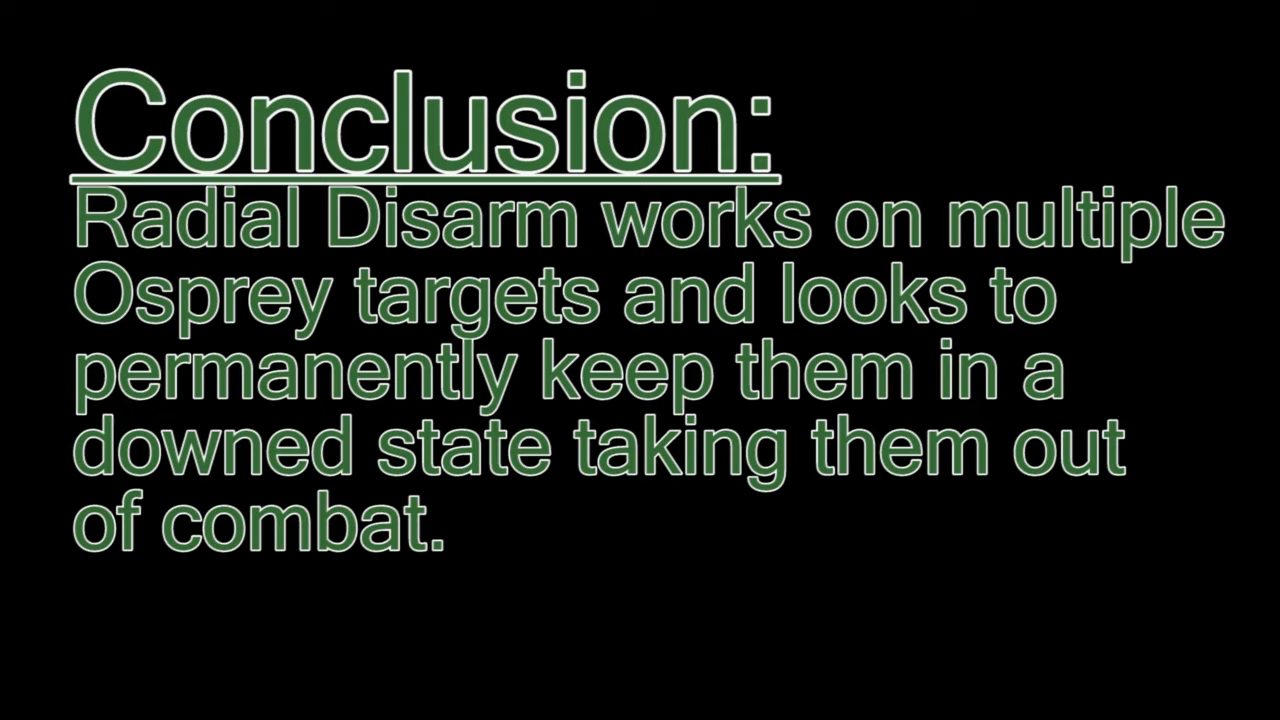 Conclusion:
Radial Disarm works on multiple
Osprey targets and looks to
permanently keep them in a
downed state taking them out
of combat.